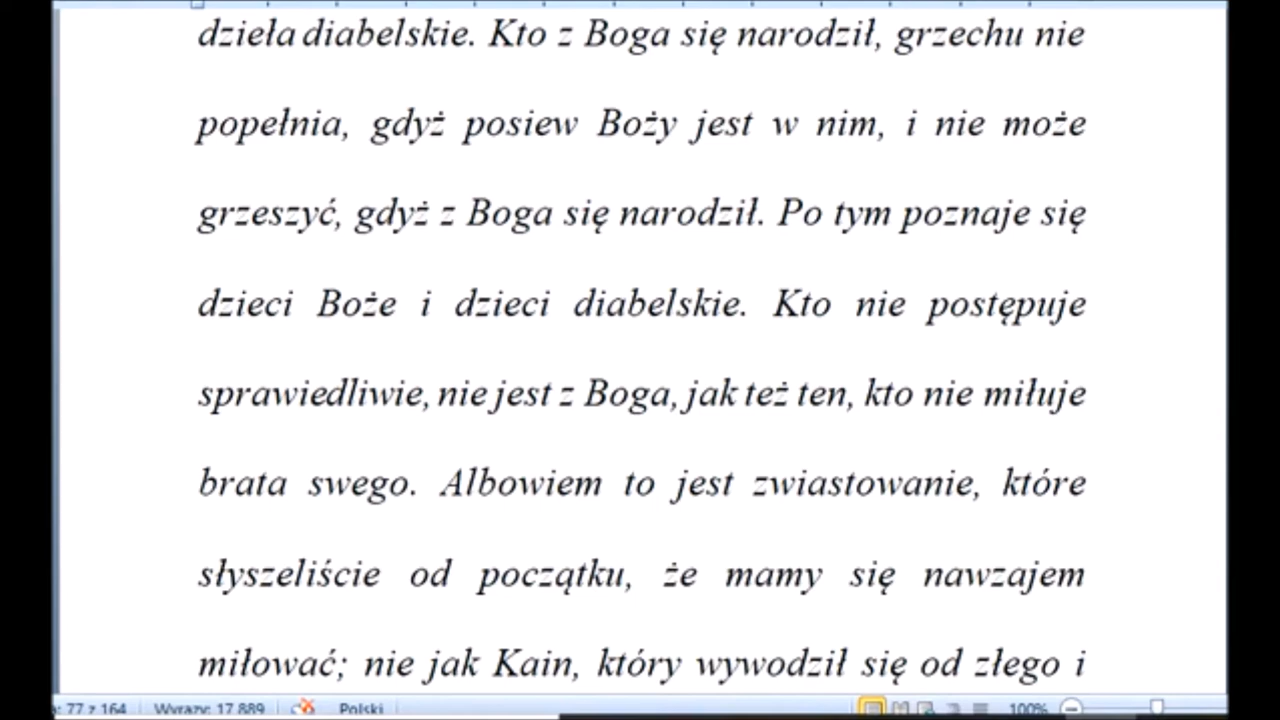 dzieła diabelskie. Kto z Boga się narodził, grzechu nie
popełnia, gdyż posiew Boży jest w nim, i nie może
grzeszyć, gdyż z Boga się narodził. Po tym poznaje się
dzieci Boże i dzieci diabelskie. Kto nie postępuje
sprawiedliwie, nie jest z Boga, jak też ten, kto nie miłuje
brata swego. Albowiem to jest zwiastowanie, które
słyszeliście od początku, że mamy się nawzajem
miłować; nie jak Kain, który wywodził się od złego i
: 77 z 164 Wyrazy: 17 889 Polski 100%